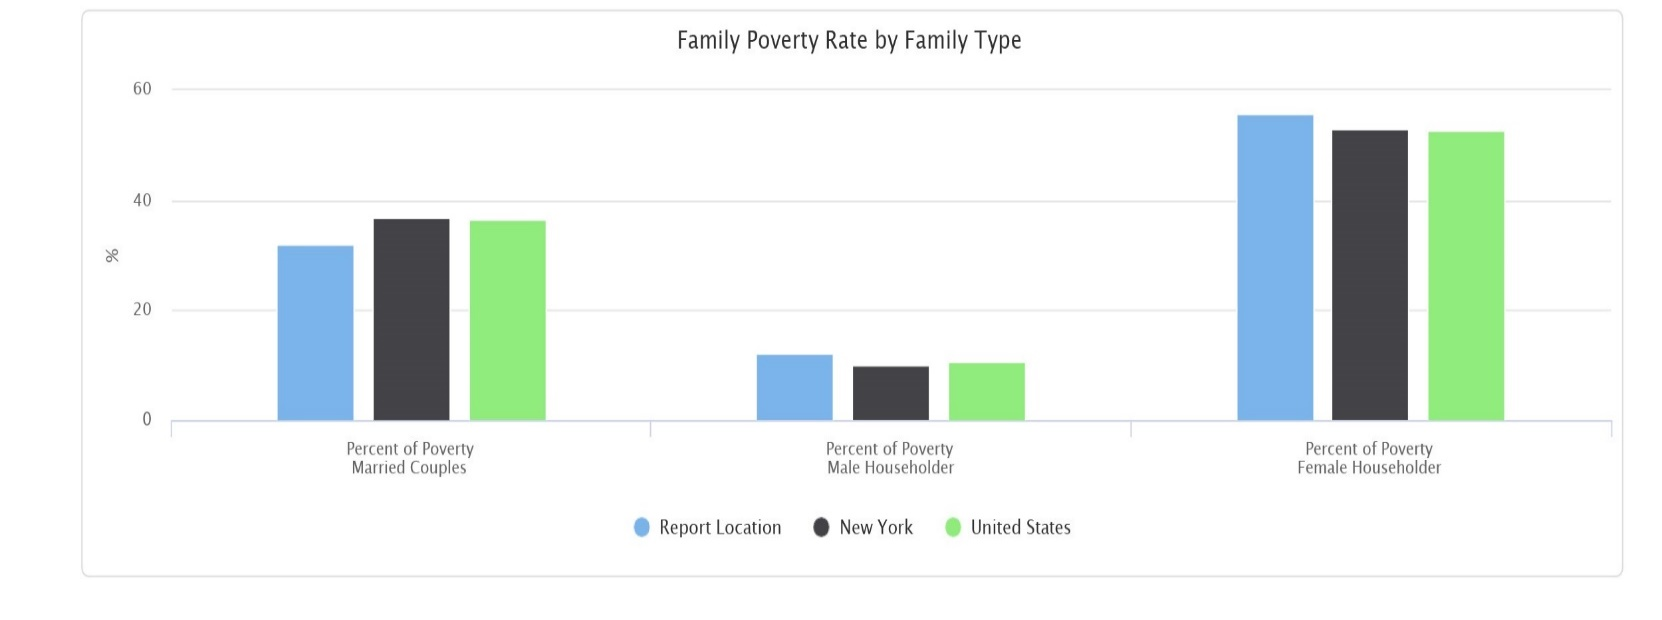 Family Poverty Rate by Family Type
60
40
%
20
0
Percent of Poverty
Married Couples
Percent of Poverty
Male Householder
Percent of Poverty
Female Householder
Report Location
New York
United States